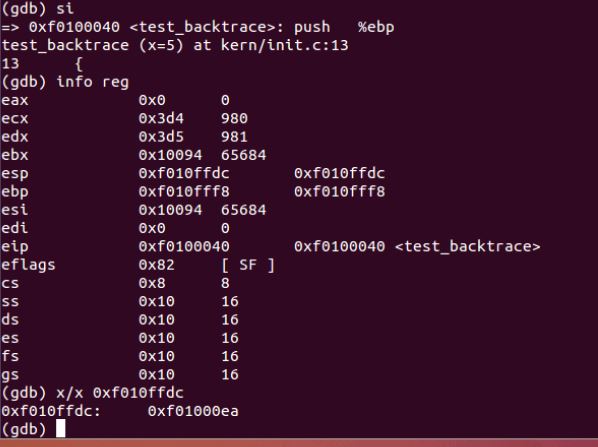 (gdb) si
=> 0xf0100040 <test_backtrace>: push   %ebp
test_backtrace (x=5) at kern/init.c:13
13      {
(gdb) info reg
eax            0x0      0
ecx            0x3d4    980
edx            0x3d5    981
ebx            0x10094  65684
esp            0xf010ffdc       0xf010ffdc
ebp            0xf010fff8       0xf010fff8
esi            0x10094  65684
edi            0x0      0
eip            0xf0100040       0xf0100040 <test_backtrace>
eflags         0x82     [ SF ]
cs             0x8      8
ss             0x10     16
ds             0x10     16
es             0x10     16
fs             0x10     16
gs             0x10     16
(gdb) x/x 0xf010ffdc
0xf010ffdc:     0xf01000ea
(gdb)